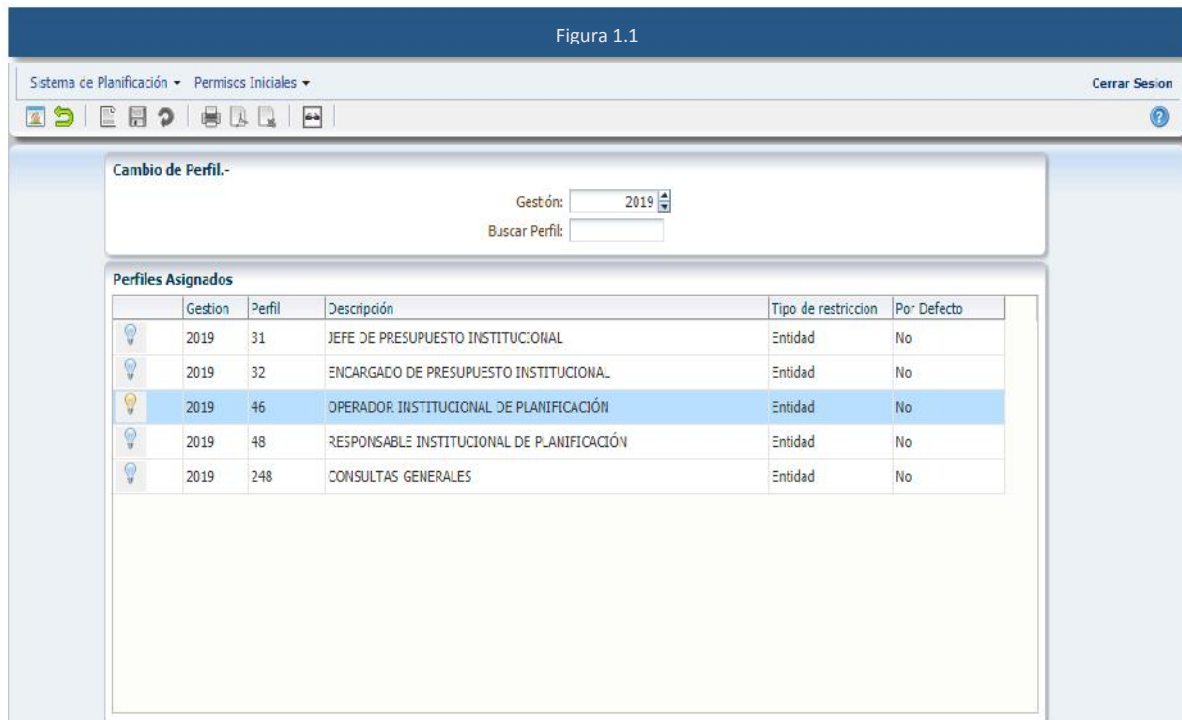 Figura 1.1
Sistema de Planificación Permisos Iniciales Cerrar Sesion
Cambio de Perfil.-
Gestión: 2019
Buscar Perfil:
Perfiles Asignados
Gestion Perfil Descripción Tipo de restriccion Por Defecto
2019 31 JEFE DE PRESUPUESTO INSTITUCIONAL Entidad No
2019 32 ENCARGADO DE PRESUPUESTO INSTITUCIONAL Entidad No
2019 46 OPERADOR INSTITUCIONAL DE PLANIFICACIÓN Entidad No
2019 48 RESPONSABLE INSTITUCIONAL DE PLANIFICACIÓN Entidad No
2019 248 CONSULTAS GENERALES Entidad No